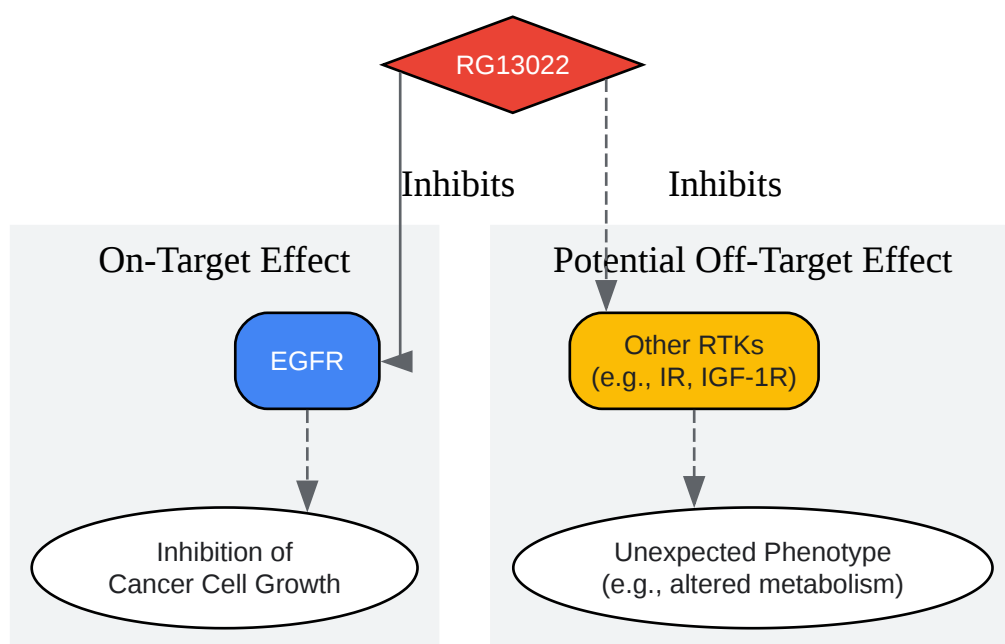 RG13022
Inhibits
Inhibits
On-Target Effect
Potential Off-Target Effect
EGFR
Other RTKs
(e.g., IR, IGF-1R)
Inhibition of
Cancer Cell Growth
Unexpected Phenotype
(e.g., altered metabolism)